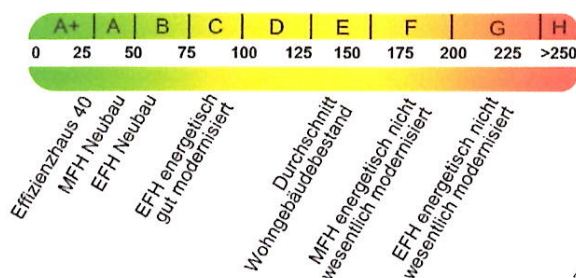 A+ A B C D E F G H
0 25 50 75 100 125 150 175 200 225 >250
Effizienzhaus 40
MFH Neubau
EFH Neubau
EFH energetisch
gut modernisiert
Durchschnitt
Wohngebäudebestand
MFH energetisch nicht
wesentlich modernisiert
EFH energetisch nicht
wesentlich modernisiert